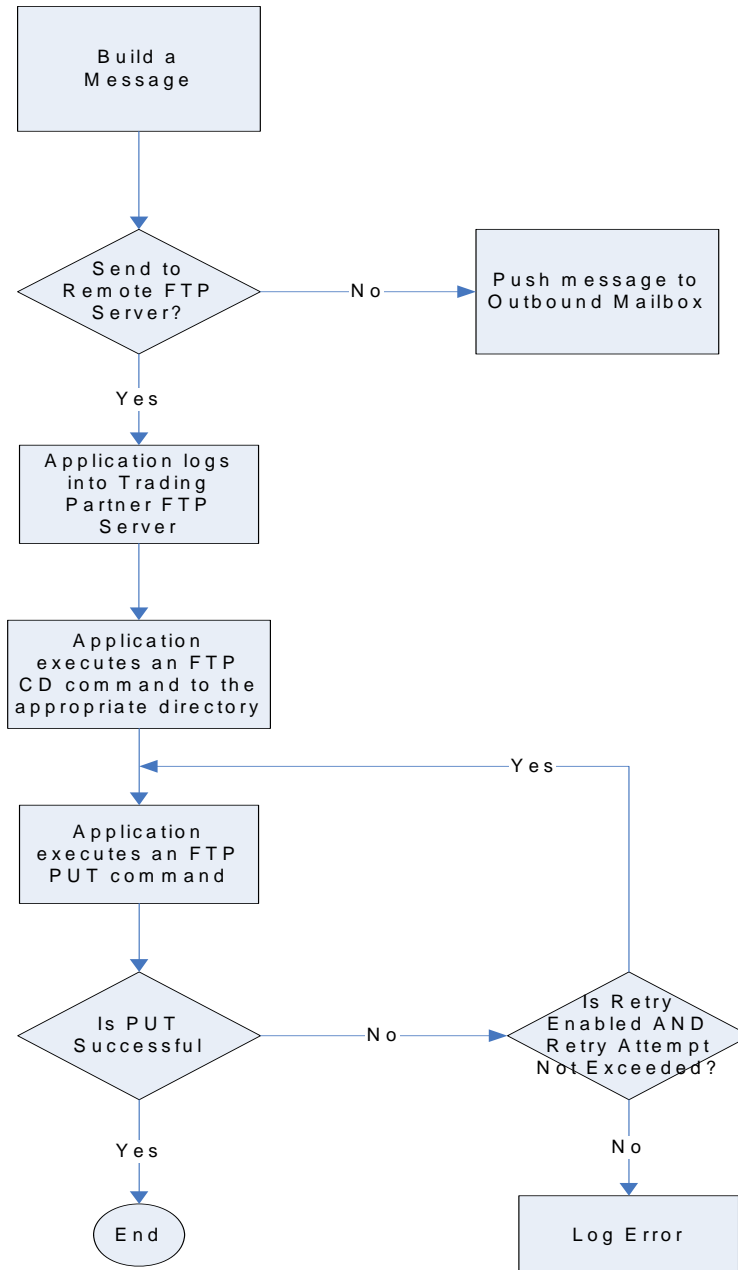 Build a
Message
Send to
Remote FTP
Server?
No
Push message to
Outbound Mailbox
Yes
Application logs
into Trading
Partner FTP
Server
Application
executes an FTP
CD command to the
appropriate directory
Yes
Application
executes an FTP
PUT command
Is PUT
Successful
No
Is Retry
Enabled AND
Retry Attempt
Not Exceeded?
Yes
No
End
Log Error